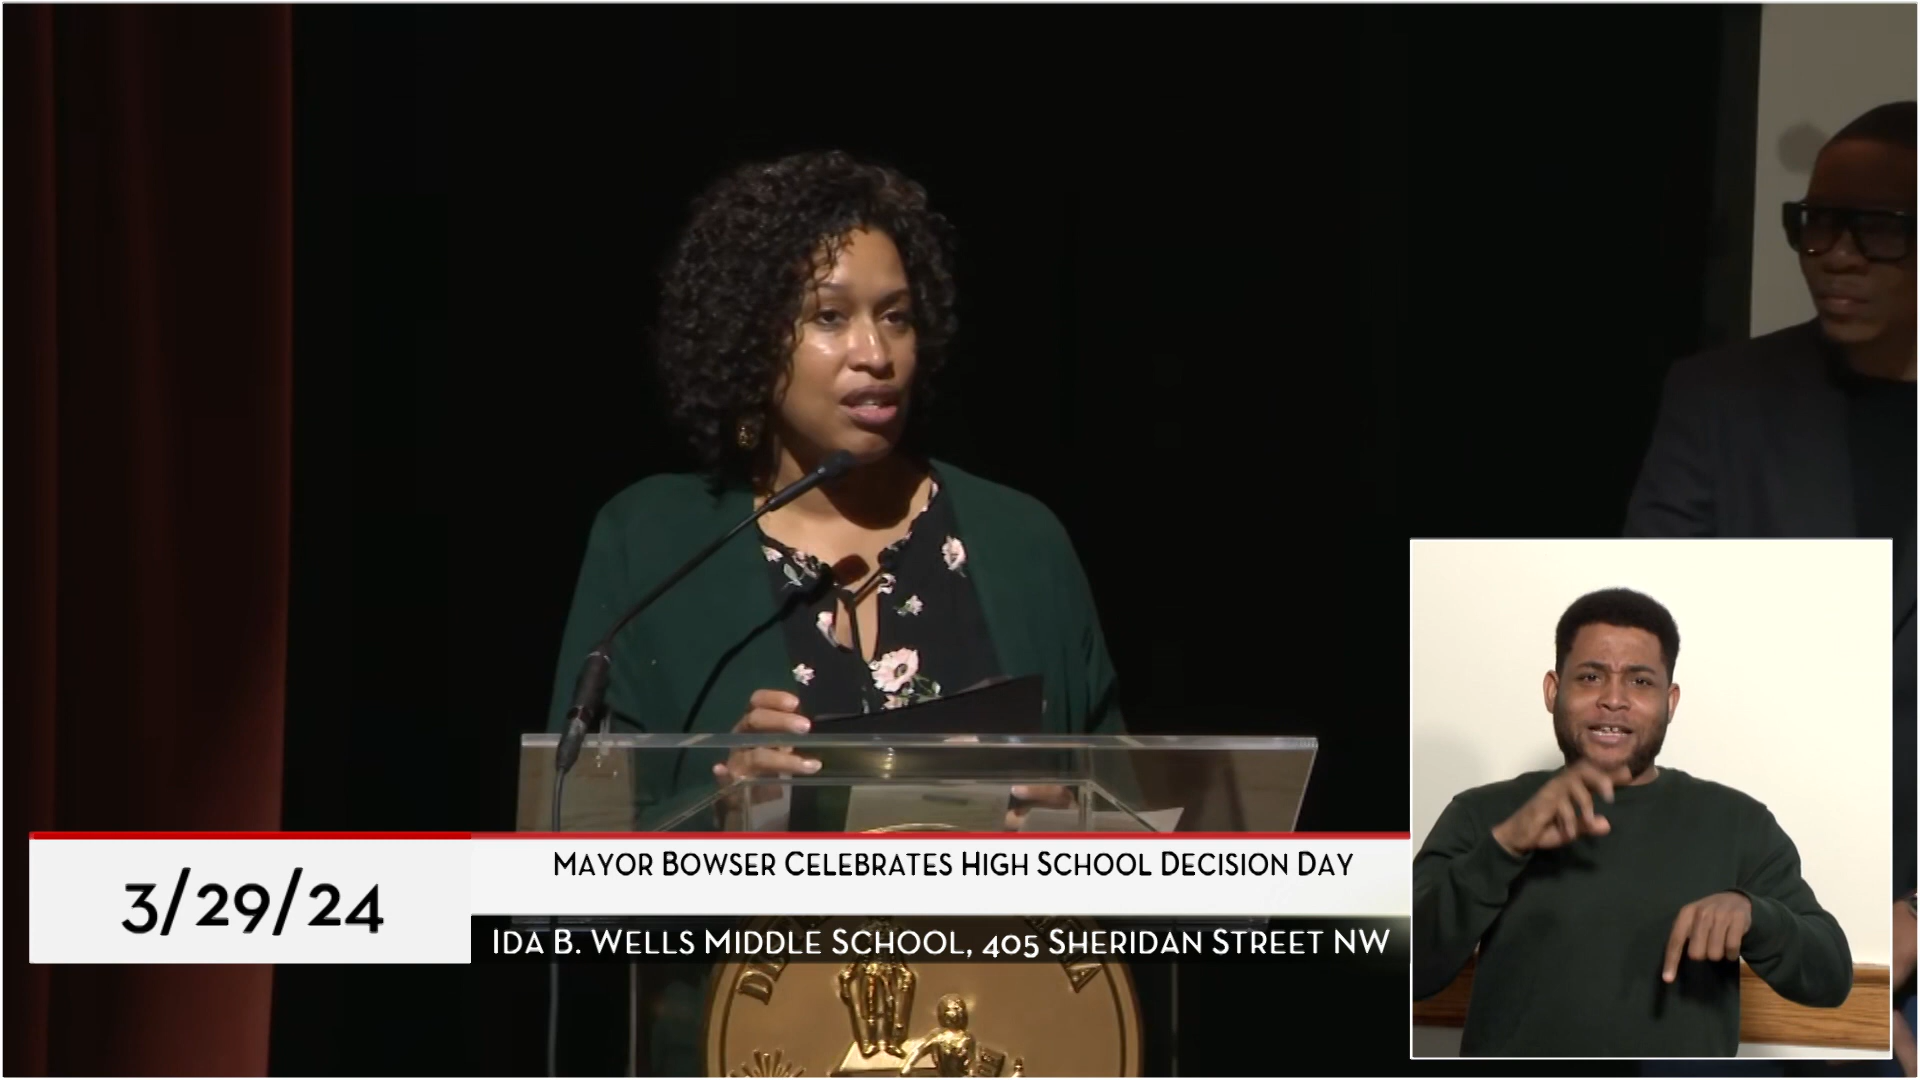 3/29/24
Mayor Bowser Celebrates High School Decision Day
Ida B. Wells Middle School, 405 Sheridan Street NW